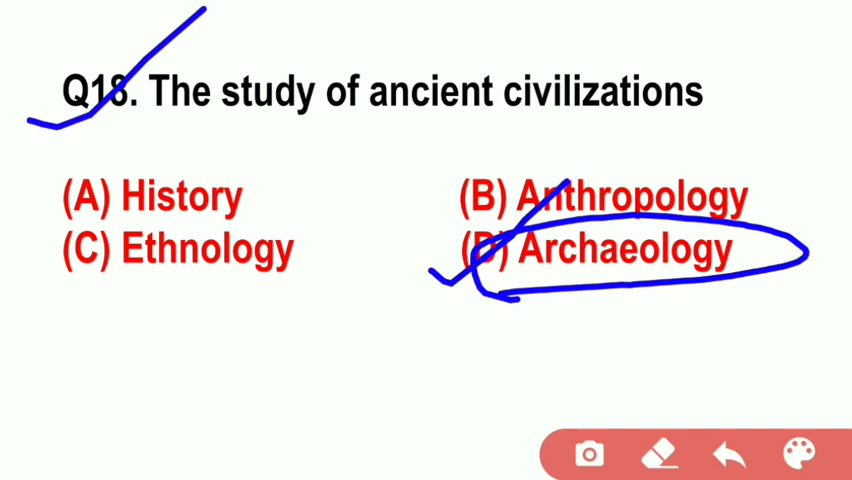 Q18. The study of ancient civilizations
(A) History (B) Anthropology
(C) Ethnology (D) Archaeology